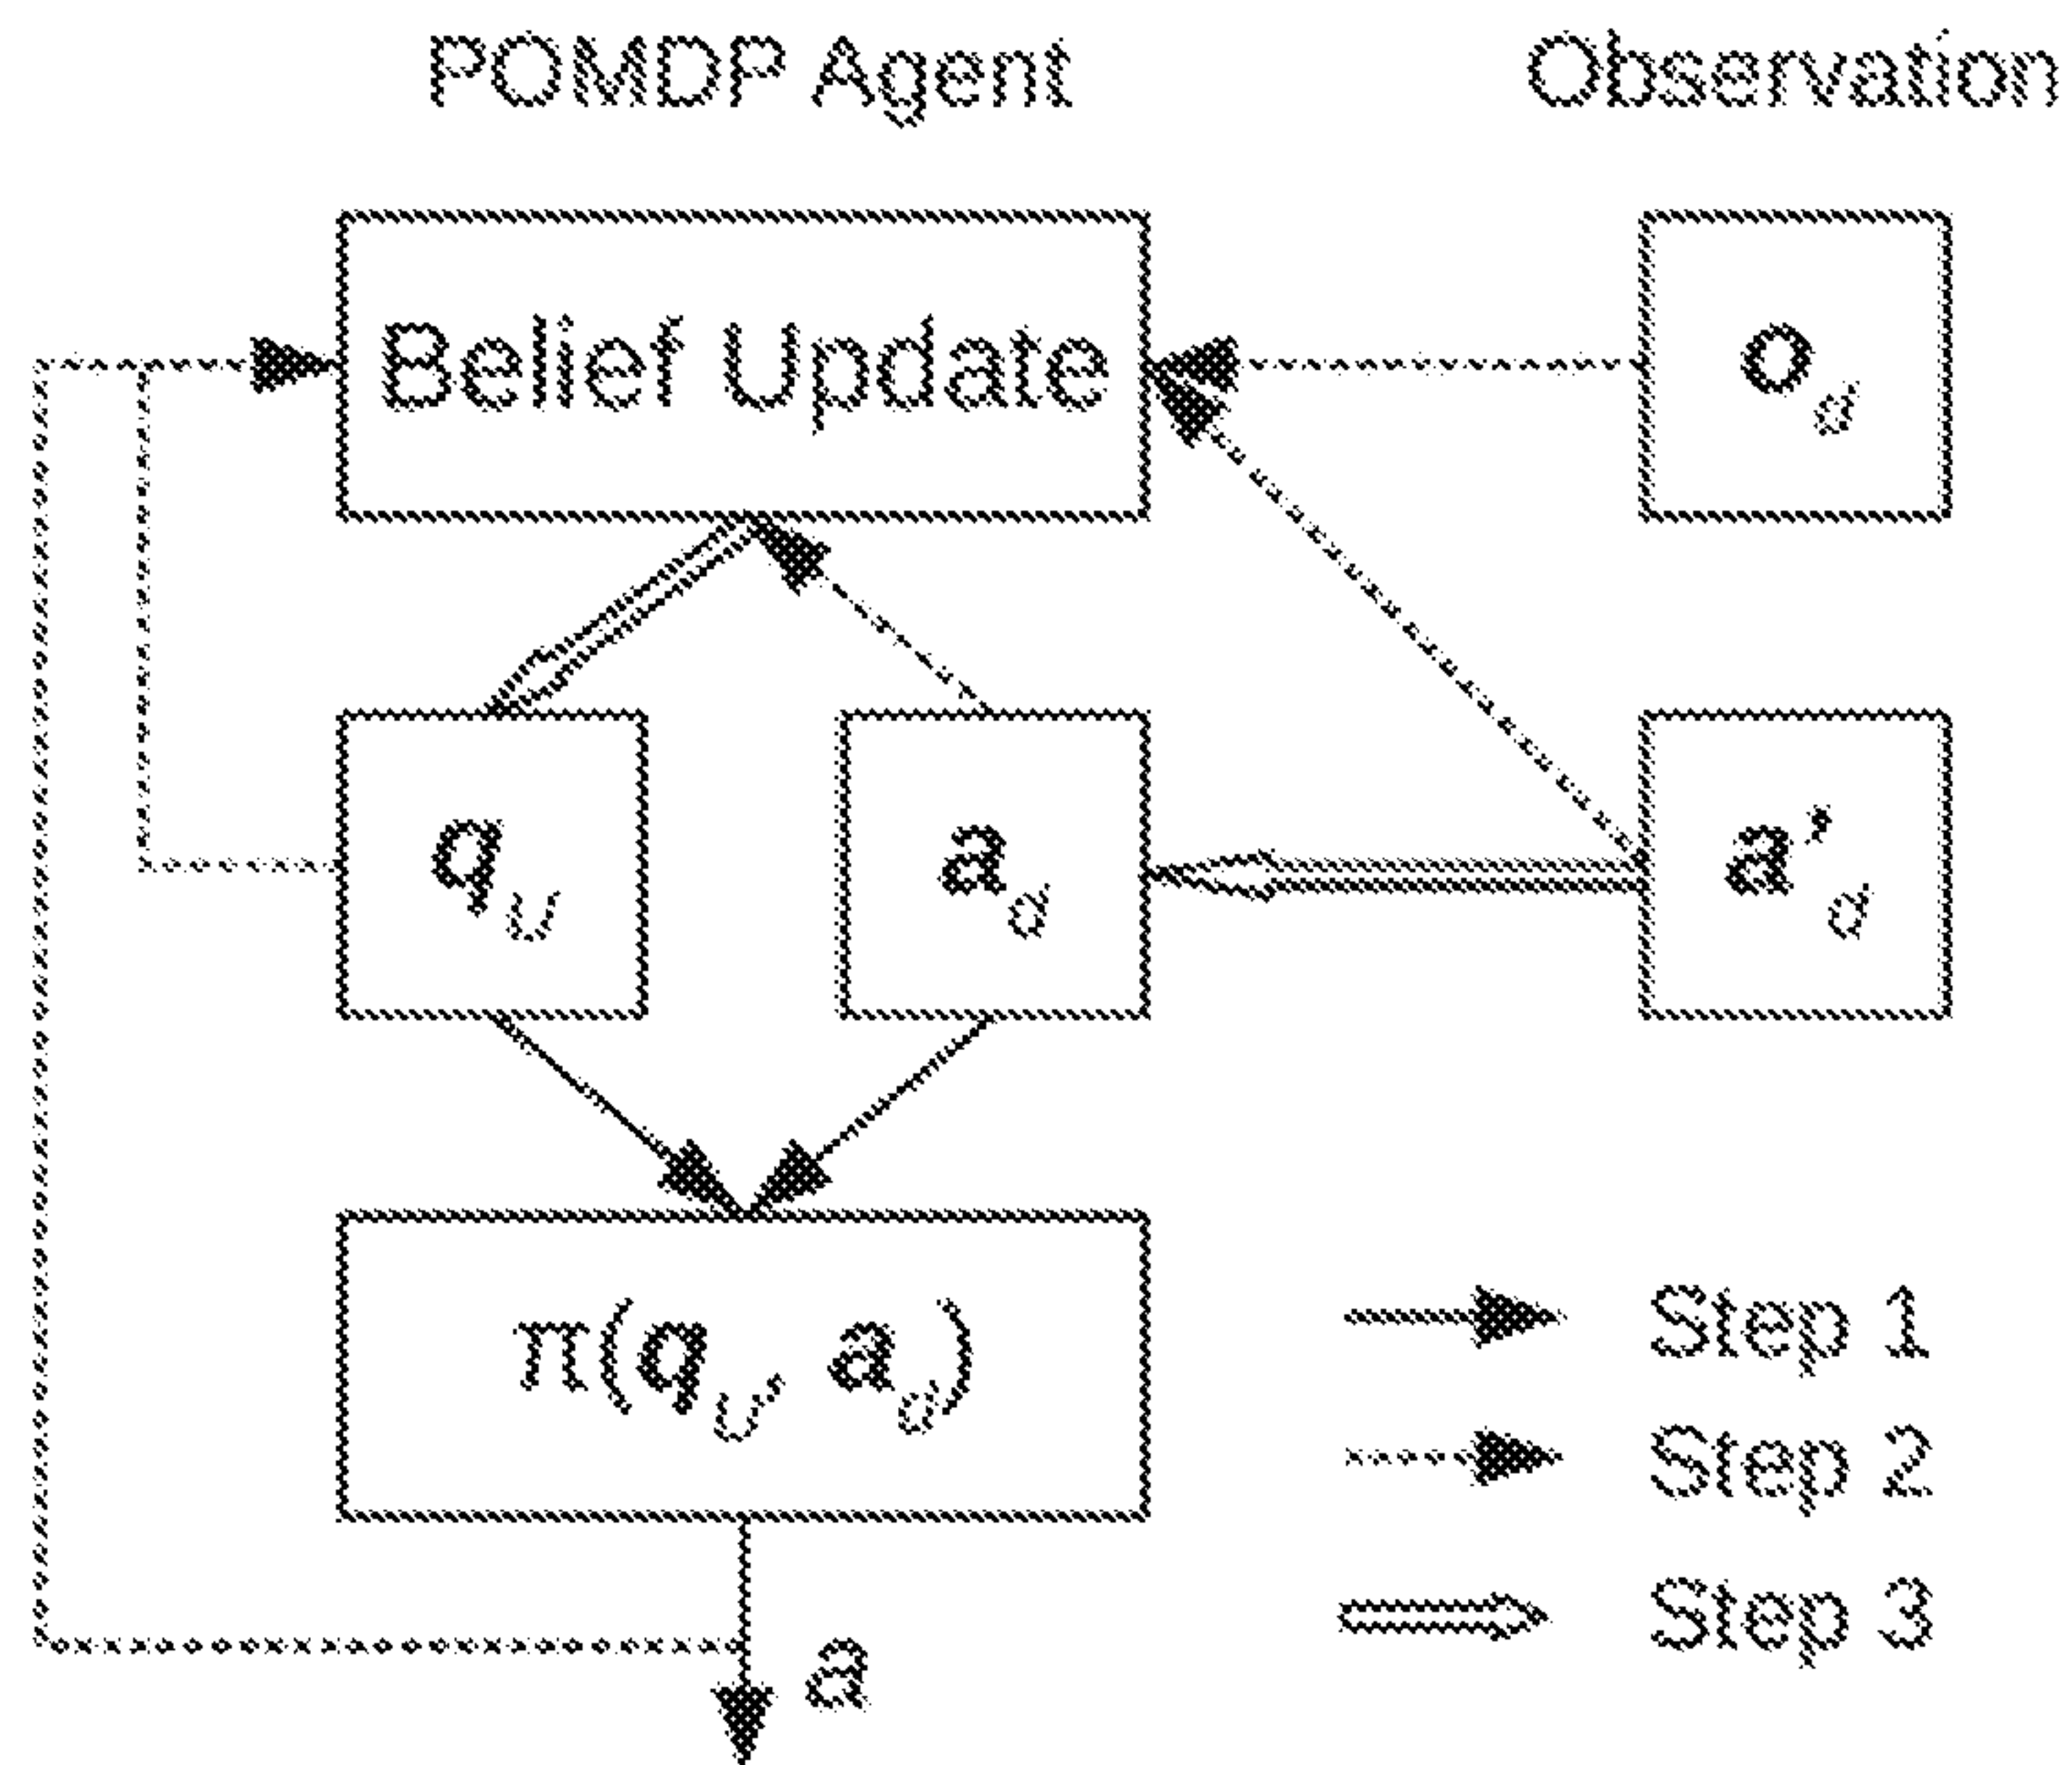 POMDP Agent
Observation
Belief Update
o_d
q_U
a_d
a'_d
π(q_U, a_d)
Step 1
Step 2
Step 3
a